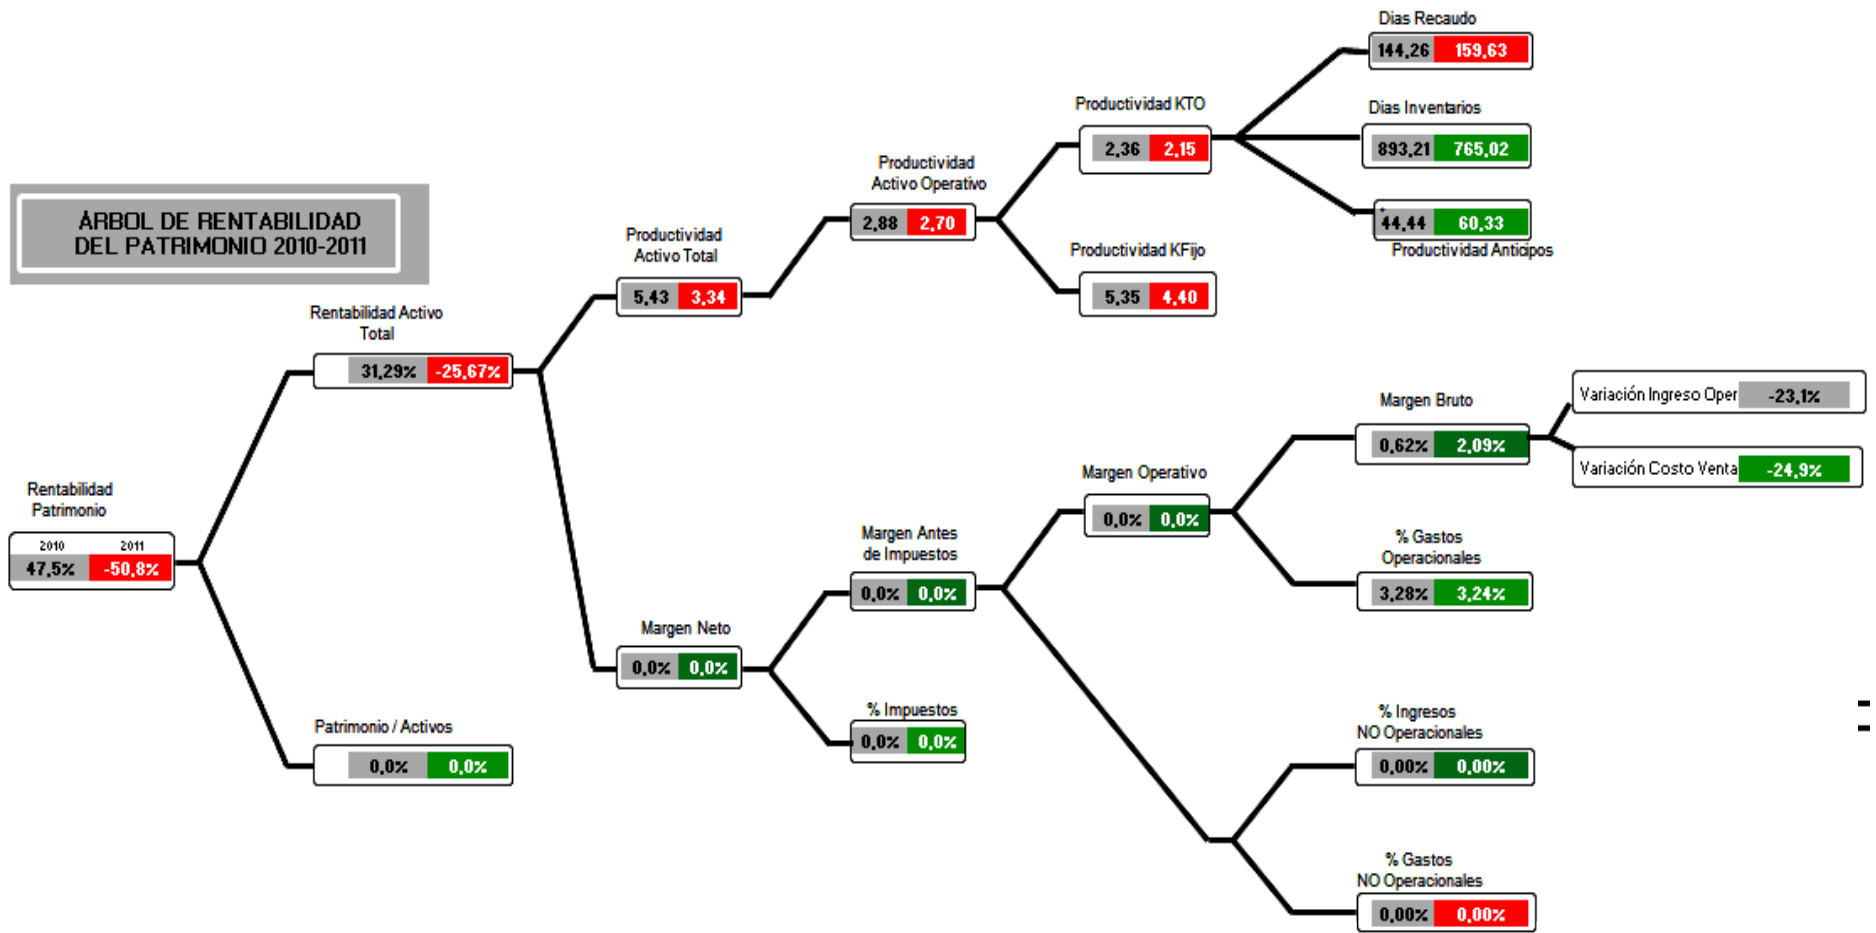 ÁRBOL DE RENTABILIDAD
DEL PATRIMONIO 2010-2011
Rentabilidad
Patrimonio
2010 2011
47,5% -50,8%
Rentabilidad Activo
Total
31,29% -25,67%
Patrimonio / Activos
0,0% 0,0%
Productividad
Activo Total
5,43 3,34
Margen Neto
0,0% 0,0%
Productividad
Activo Operativo
2,88 2,70
Margen Antes
de Impuestos
0,0% 0,0%
% Impuestos
0,0% 0,0%
Productividad KTO
2,36 2,15
Productividad KFijo
5,35 4,40
Margen Operativo
0,0% 0,0%
Dias Recaudo
144,26 159,63
Dias Inventarios
893,21 765,02
44,44 60,33
Productividad Anticipos
Margen Bruto
0,62% 2,09%
% Gastos
Operacionales
3,28% 3,24%
% Ingresos
NO Operacionales
0,00% 0,00%
% Gastos
NO Operacionales
0,00% 0,00%
Variación Ingreso Oper -23,1%
Variación Costo Venta -24,9%